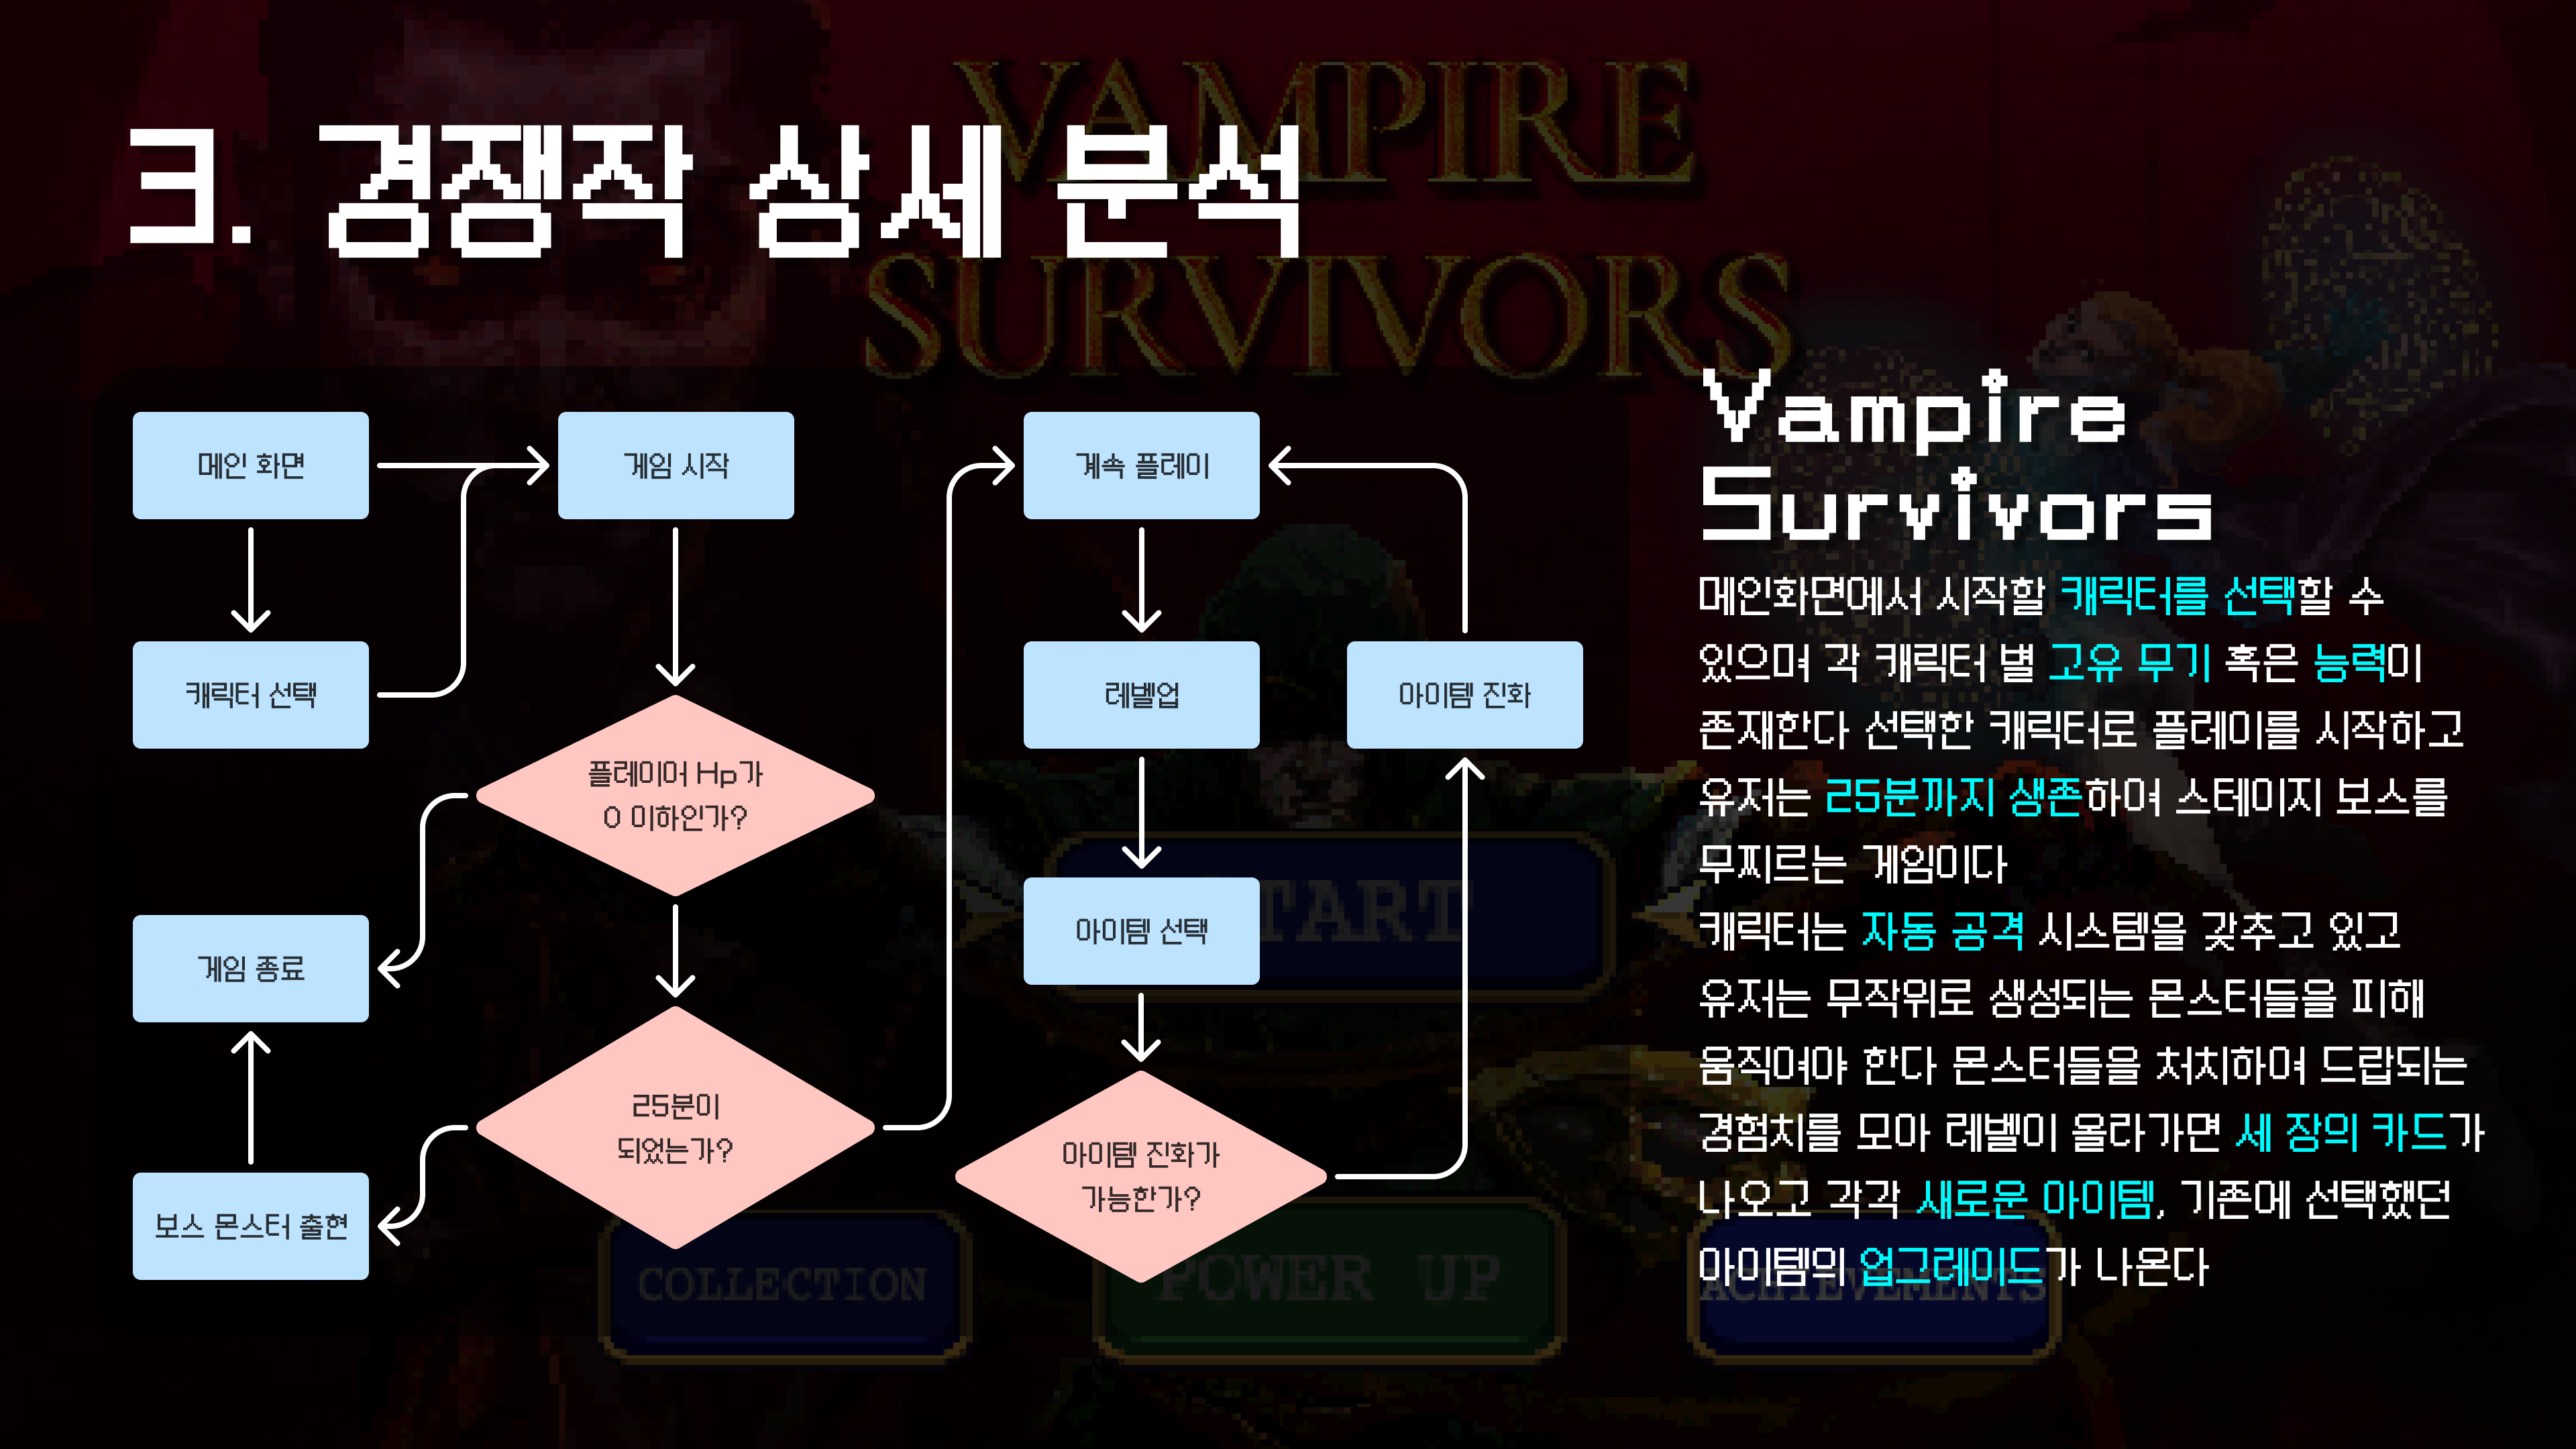 VAMPIRE
SURVIVORS
3. 경쟁작 상세 분석
메인 화면
게임 시작
계속 플레이
캐릭터 선택
레벨업
아이템 진화
플레이어 Hp가
0 이하인가?
아이템 선택
게임 종료
25분이
되었는가?
아이템 진화가
가능한가?
보스 몬스터 출현
Vampire
Survivors
메인화면에서 시작할 캐릭터를 선택할 수
있으며 각 캐릭터 별 고유 무기 혹은 능력이
존재한다 선택한 캐릭터로 플레이를 시작하고
유저는 25분까지 생존하여 스테이지 보스를
무찌르는 게임이다
캐릭터는 자동 공격 시스템을 갖추고 있고
유저는 무작위로 생성되는 몬스터들을 피해
움직여야 한다 몬스터들을 처치하여 드랍되는
경험치를 모아 레벨이 올라가면 세 장의 카드가
나오고 각각 새로운 아이템, 기존에 선택했던
아이템의 업그레이드가 나온다
TART
COLLECTION
POWER UP
ACHIEVEMENTS